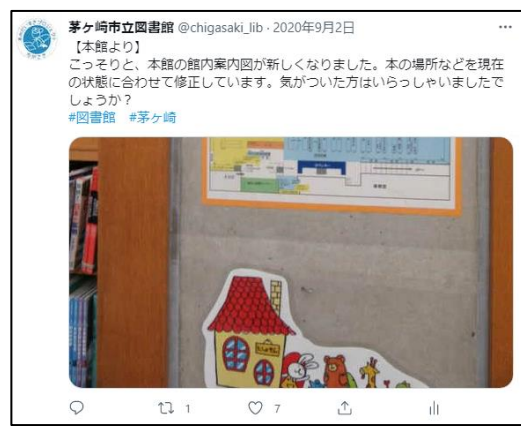 茅ケ崎市立図書館 @chigasaki_lib · 2020年9月2日
【本館より】
こっそりと、本館の館内案内図が新しくなりました。本の場所などを現在
の状態に合わせて修正しています。気がついた方はいらっしゃいましたで
しょうか？
#図書館 #茅ヶ崎
1
7